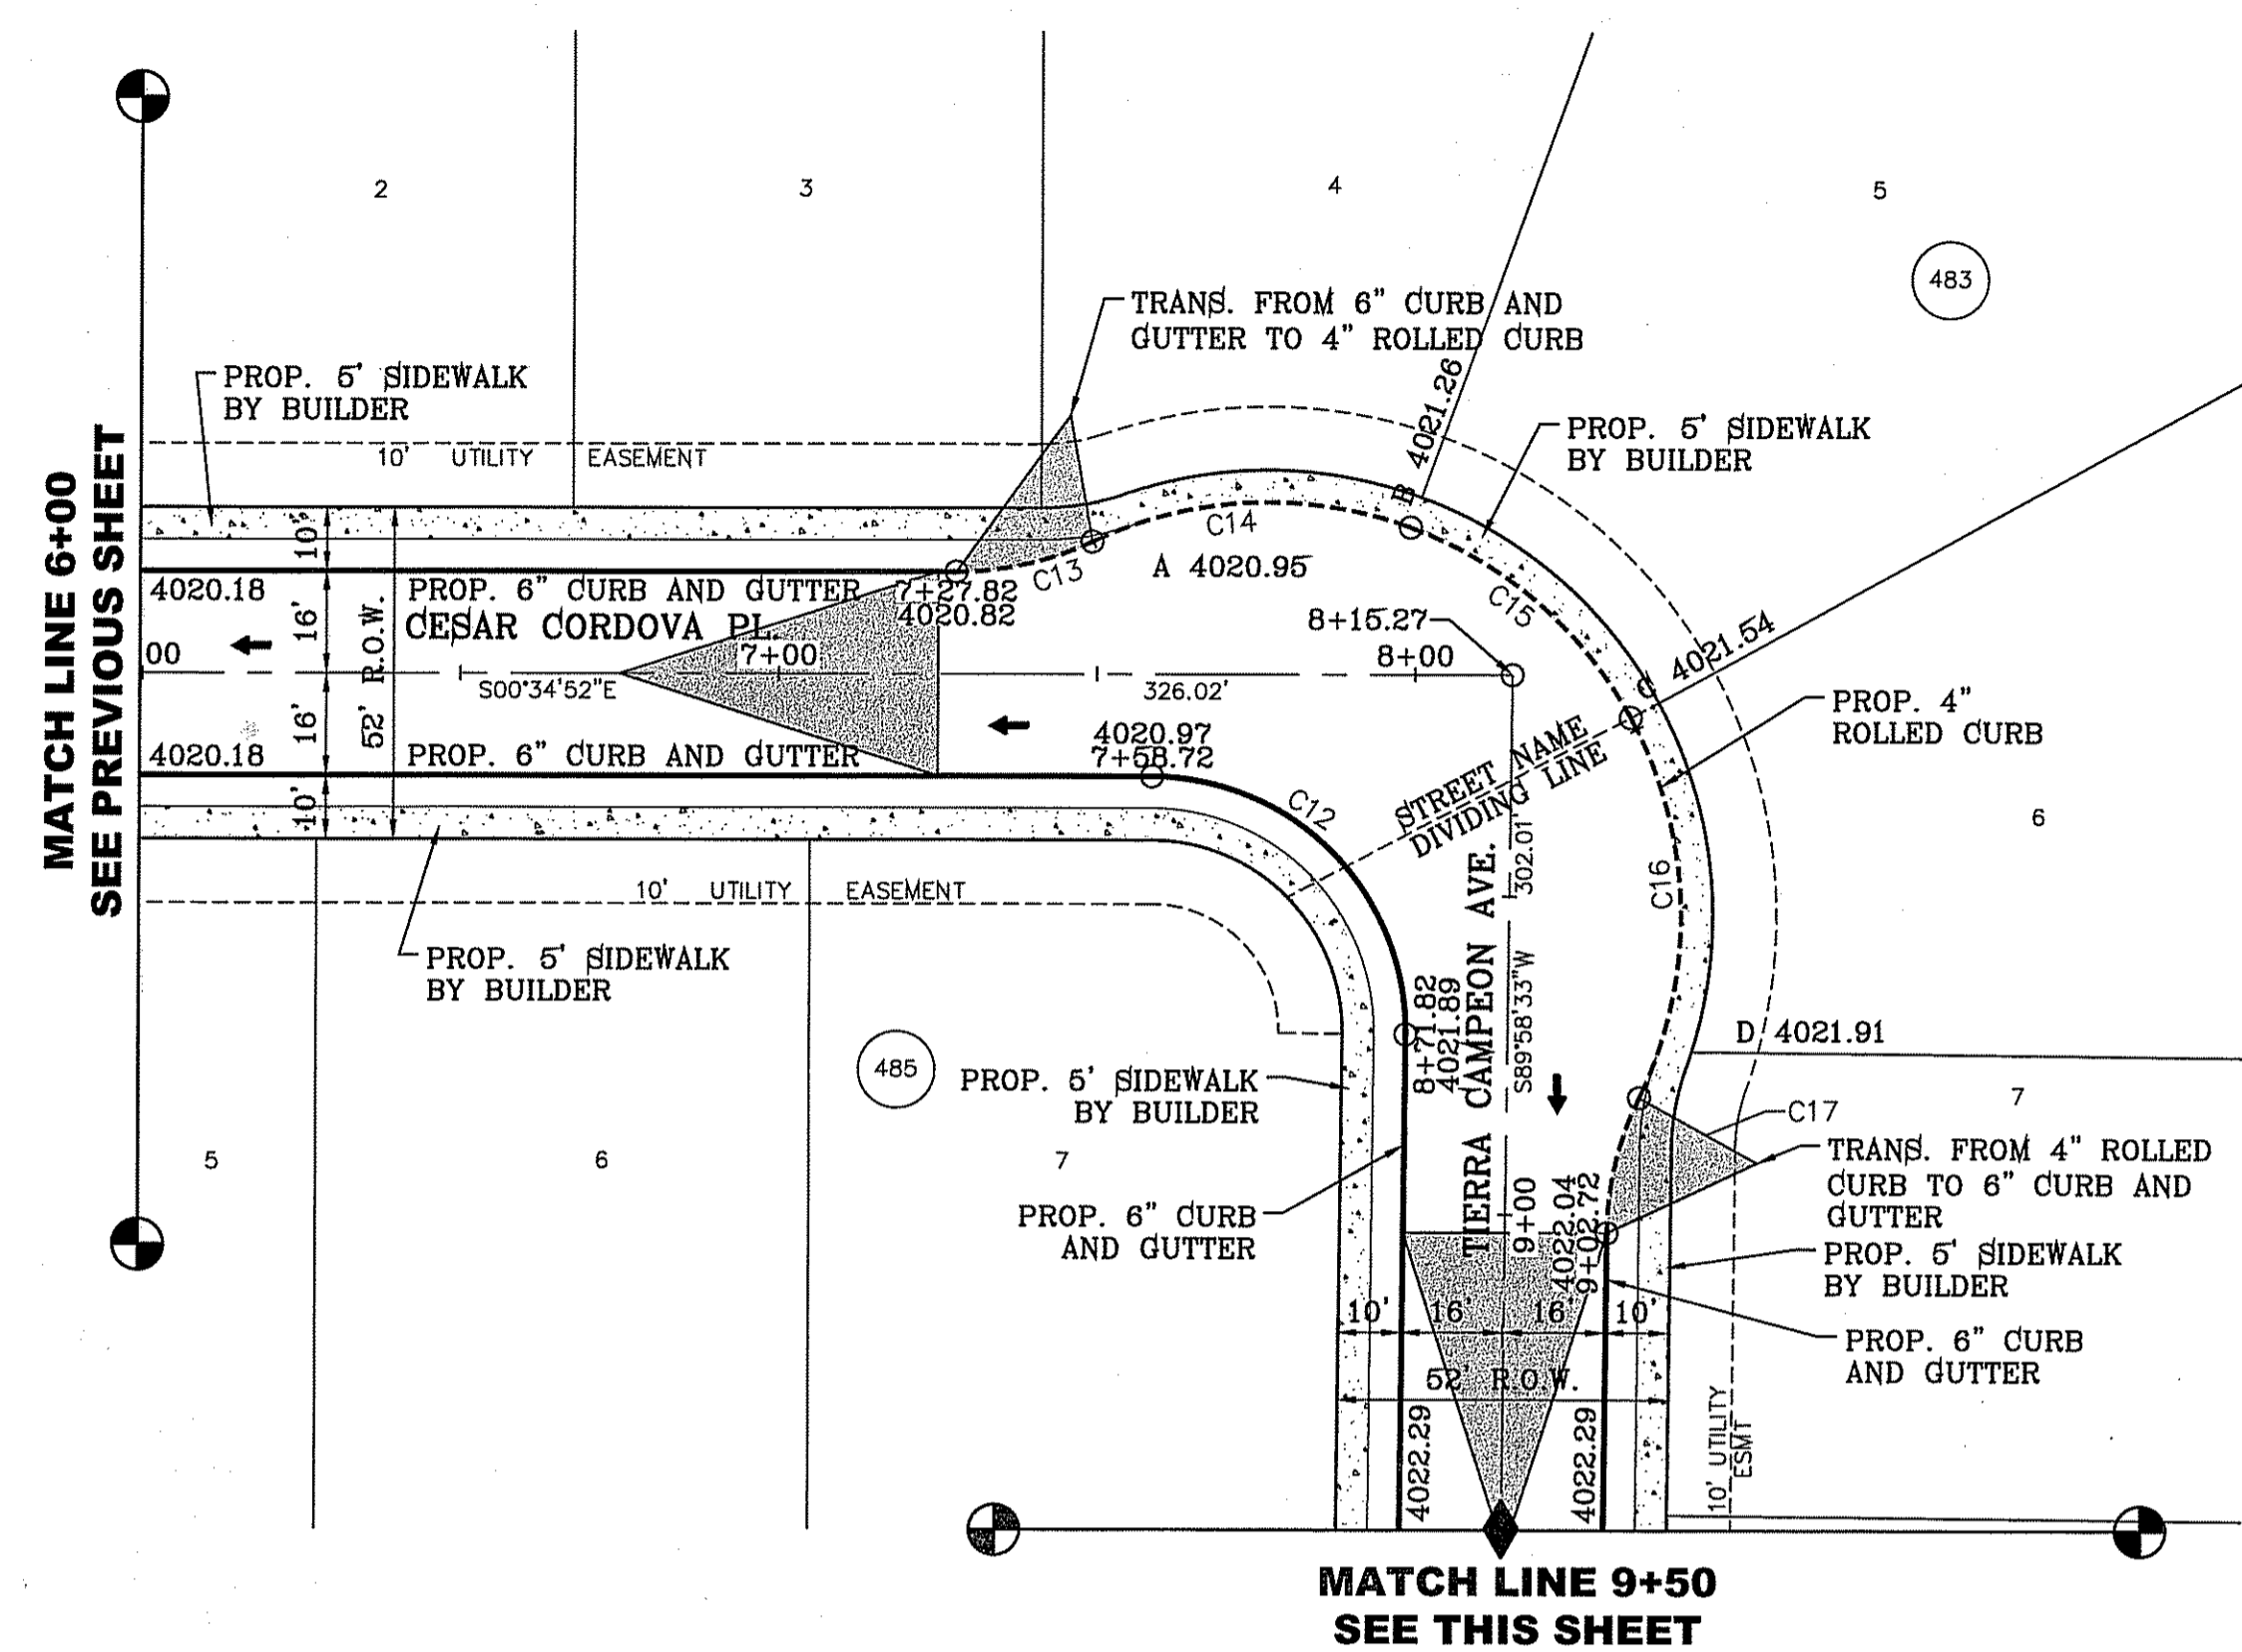 2
3
4
5
483
TRANS. FROM 6" CURB AND
GUTTER TO 4" ROLLED CURB
PROP. 5' SIDEWALK
BY BUILDER
4021.26
B
PROP. 5' SIDEWALK
BY BUILDER
10' UTILITY EASEMENT
MATCH LINE 6+00
SEE PREVIOUS SHEET
10'
16'
16'
10'
52' R.O.W.
4020.18
PROP. 6" CURB AND GUTTER
7+27.82
4020.82
CESAR CORDOVA PL.
C13
C14
A 4020.95
C15
8+15.27
00
7+00
8+00
S00°34'52"E
326.02'
C 4021.54
PROP. 4"
ROLLED CURB
4020.97
7+58.72
4020.18
PROP. 6" CURB AND GUTTER
STREET NAME
DIVIDING LINE
C12
302.01'
6
C16
10' UTILITY EASEMENT
PROP. 5' SIDEWALK
BY BUILDER
TIERRA CAMPEON AVE.
S89°58'33"W
8+71.82
4021.89
D 4021.91
485
PROP. 5' SIDEWALK
BY BUILDER
7
C17
5
6
7
TRANS. FROM 4" ROLLED
CURB TO 6" CURB AND
GUTTER
PROP. 6" CURB
AND GUTTER
9+00
4022.04
9+02.72
PROP. 5' SIDEWALK
BY BUILDER
10'
16'
16'
10'
PROP. 6" CURB
AND GUTTER
52' R.O.W.
4022.29
4022.29
10' UTILITY
ESMT
MATCH LINE 9+50
SEE THIS SHEET